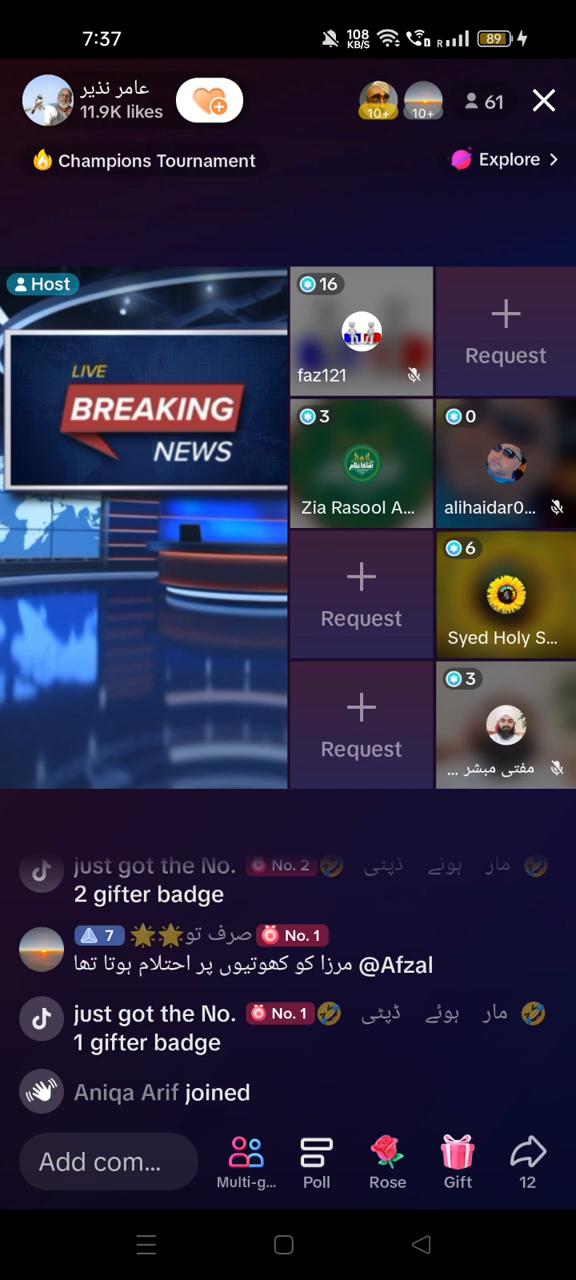 7:37
108
KB/S
R
89
عامر نذیر
11.9K likes
10+
10+
61
Champions Tournament
Explore
Host
LIVE
BREAKING
NEWS
16
faz121
Request
3
Zia Rasool A...
0
alihaidar0...
Request
6
Syed Holy S...
Request
3
مفتی مبشر ...
just got the No. No. 2 🤣 مار ہوئے ڈپٹی 🤣
2 gifter badge
7 🌟🌟صرف تو No. 1
@Afzal مرزا کو کھوتیوں پر احتلام ہوتا تھا
just got the No. No. 1 🤣 مار ہوئے ڈپٹی 🤣
1 gifter badge
Aniqa Arif joined
Add com...
Multi-g...
Poll
Rose
Gift
12